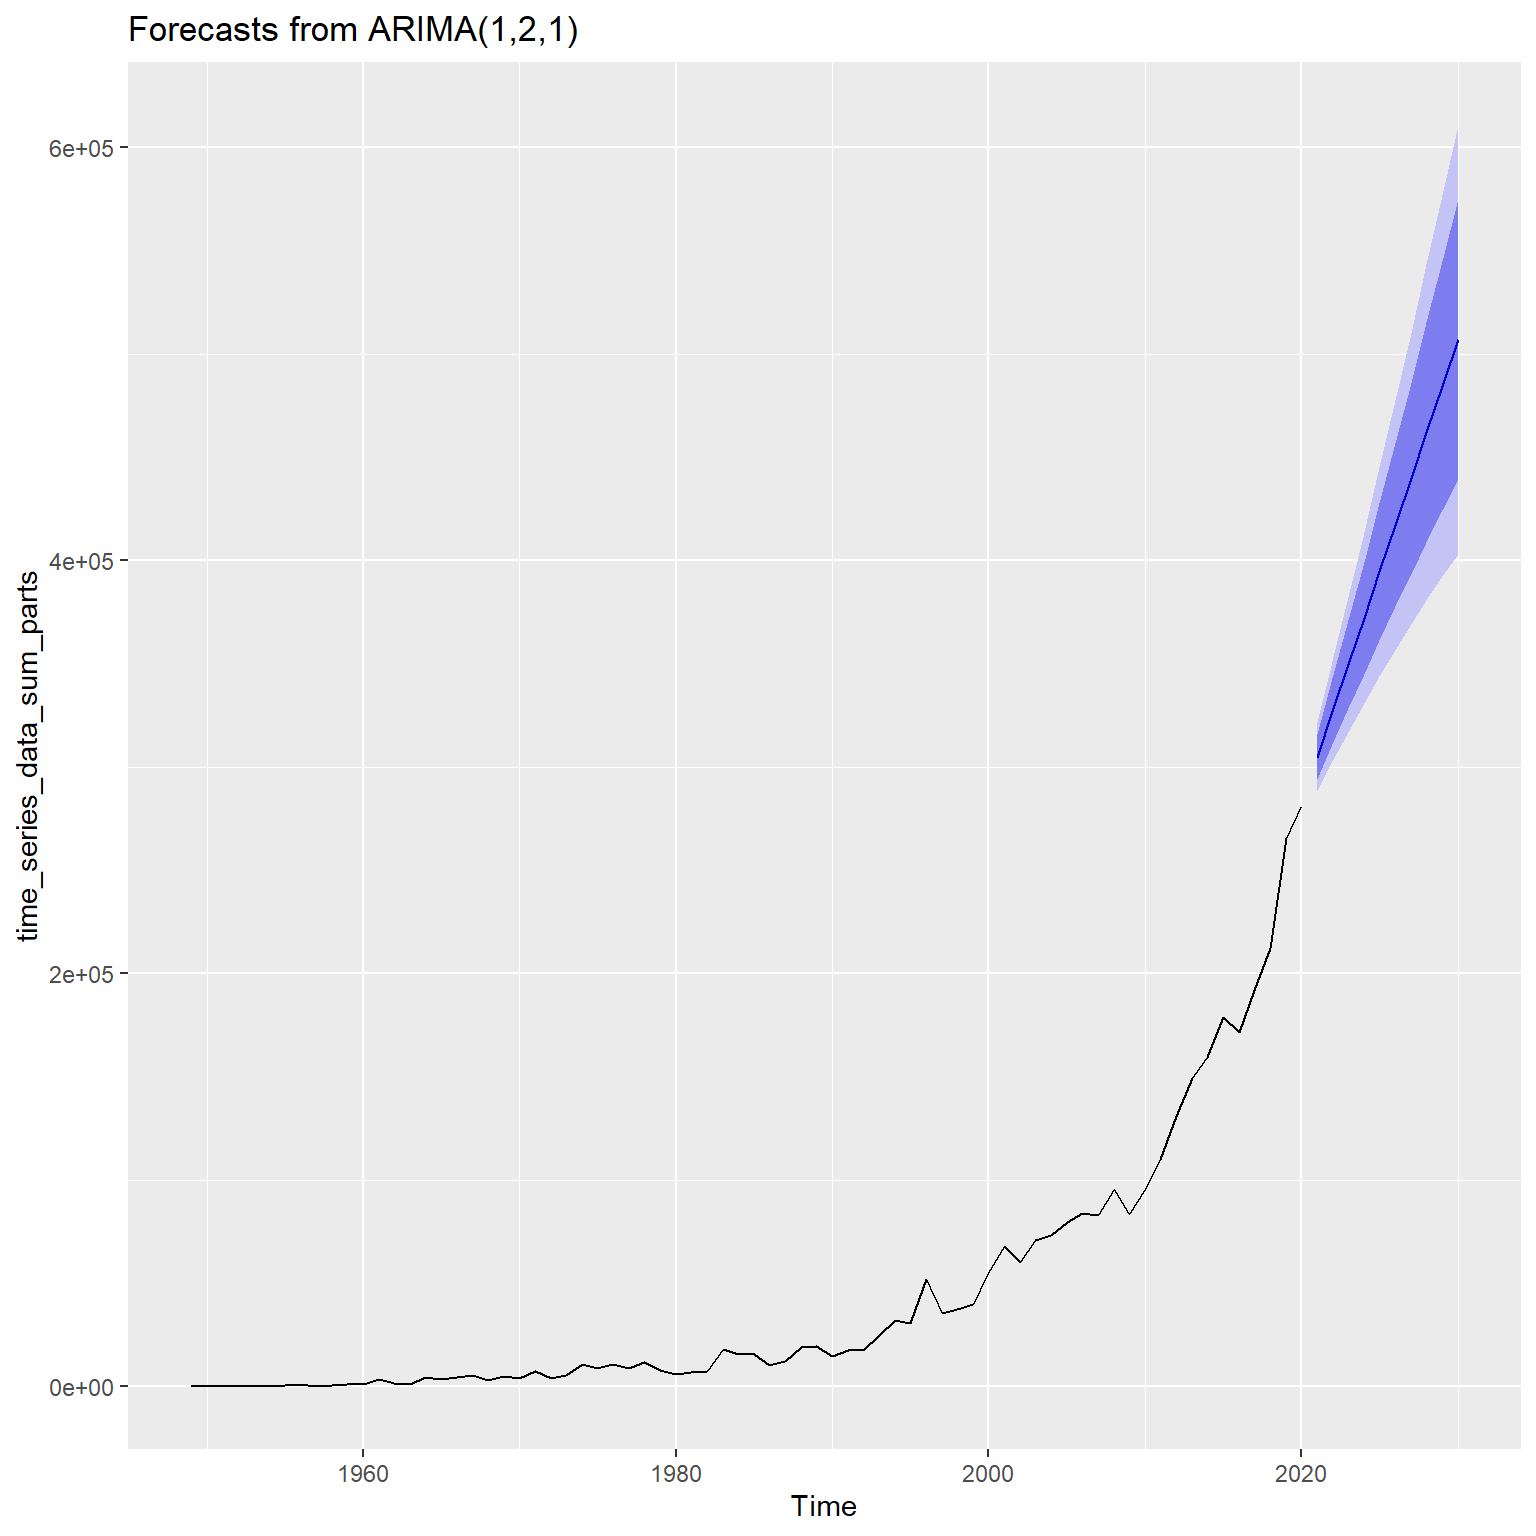 Forecasts from ARIMA(1,2,1)
6e+05
4e+05
2e+05
0e+00
time_series_data_sum_parts
1960
1980
2000
2020
Time